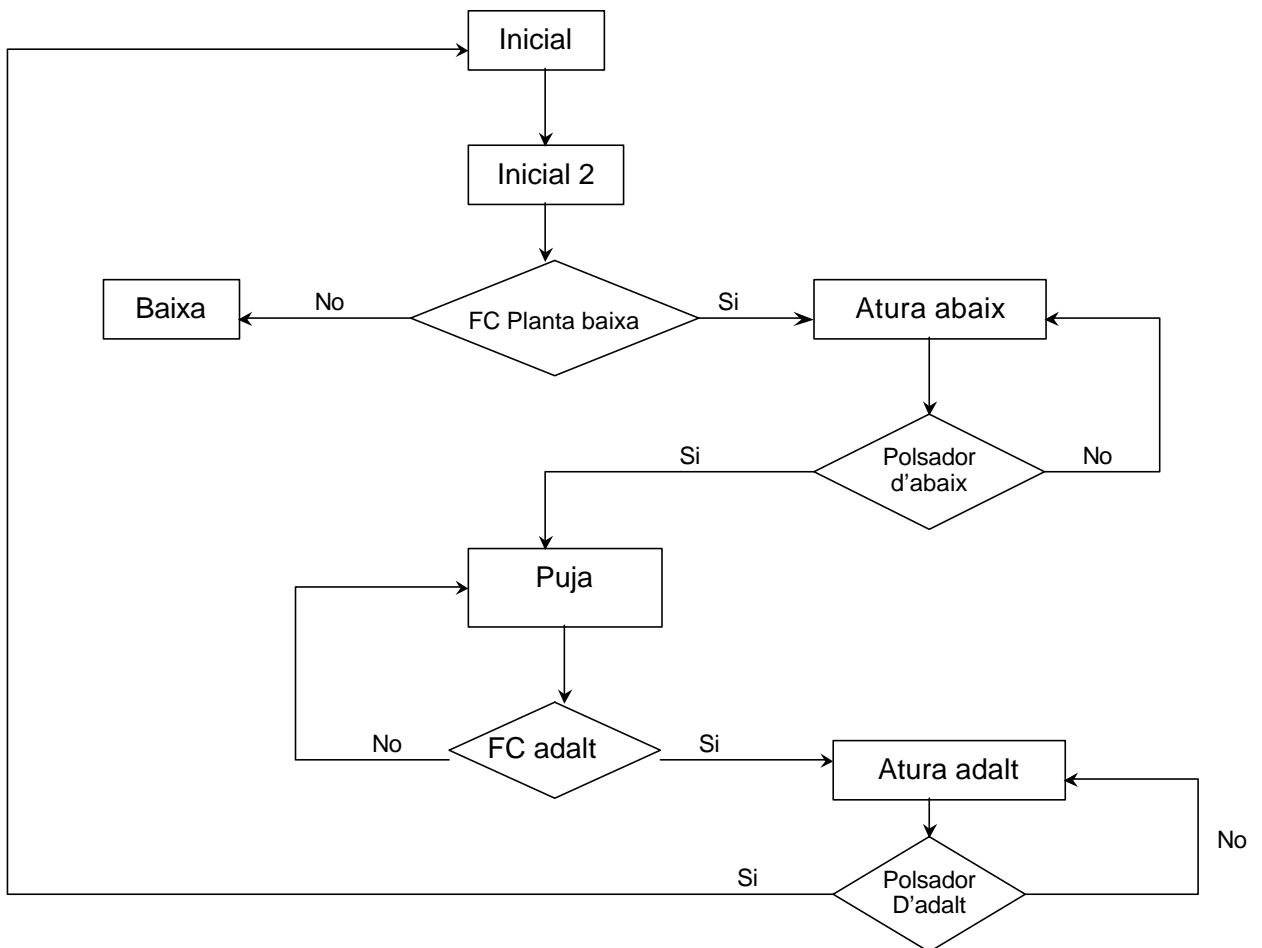 Inicial
Inicial 2
Baixa
No
FC Planta baixa
Si
Atura abaix
Si
Polsador
d’abaix
No
Puja
No
FC adalt
Si
Atura adalt
No
Si
Polsador
D’adalt